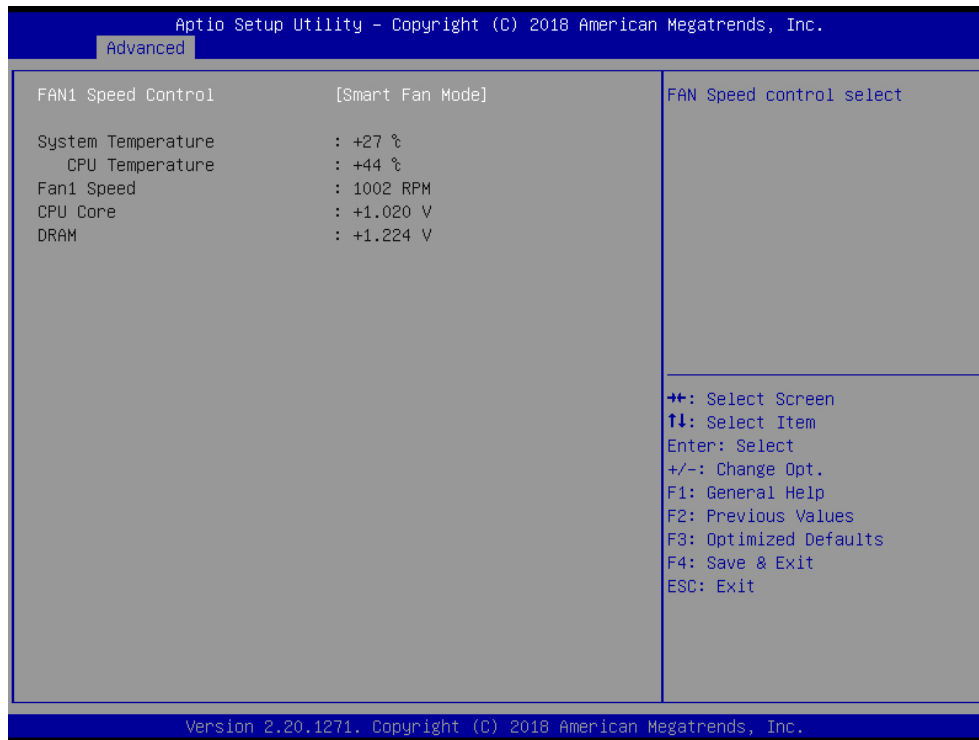 Aptio Setup Utility – Copyright (C) 2018 American Megatrends, Inc.
Advanced
FAN1 Speed Control [Smart Fan Mode]
System Temperature : +27 ℃
CPU Temperature : +44 ℃
Fan1 Speed : 1002 RPM
CPU Core : +1.020 V
DRAM : +1.224 V
FAN Speed control select
→←: Select Screen
↑↓: Select Item
Enter: Select
+/-: Change Opt.
F1: General Help
F2: Previous Values
F3: Optimized Defaults
F4: Save & Exit
ESC: Exit
Version 2.20.1271. Copyright (C) 2018 American Megatrends, Inc.